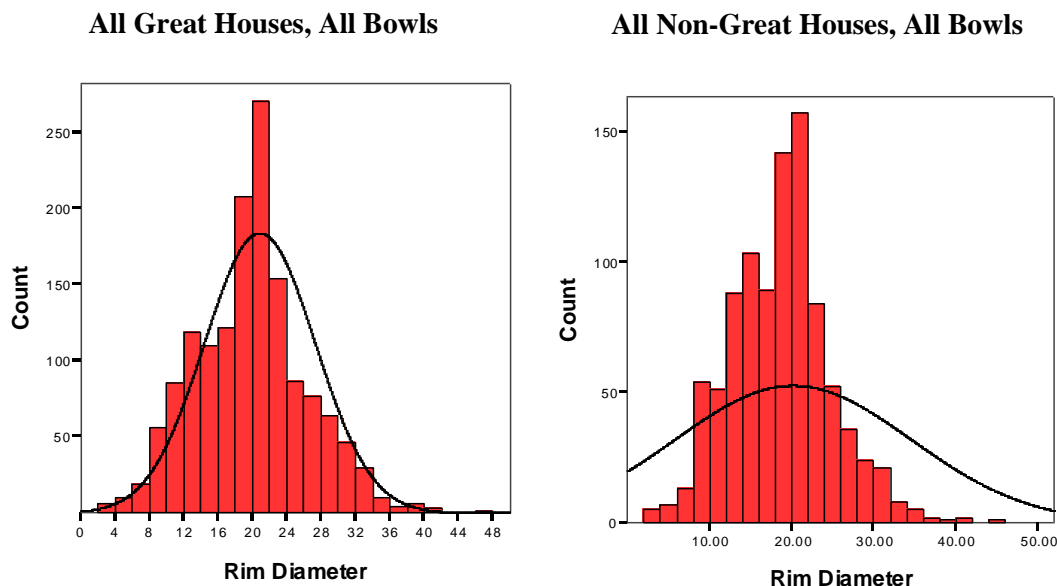 All Great Houses, All Bowls
All Non-Great Houses, All Bowls
250
200
150
100
50
Count
0 4 8 12 16 20 24 28 32 36 40 44 48
Rim Diameter
150
100
50
0
Count
10.00 20.00 30.00 40.00 50.00
Rim Diameter